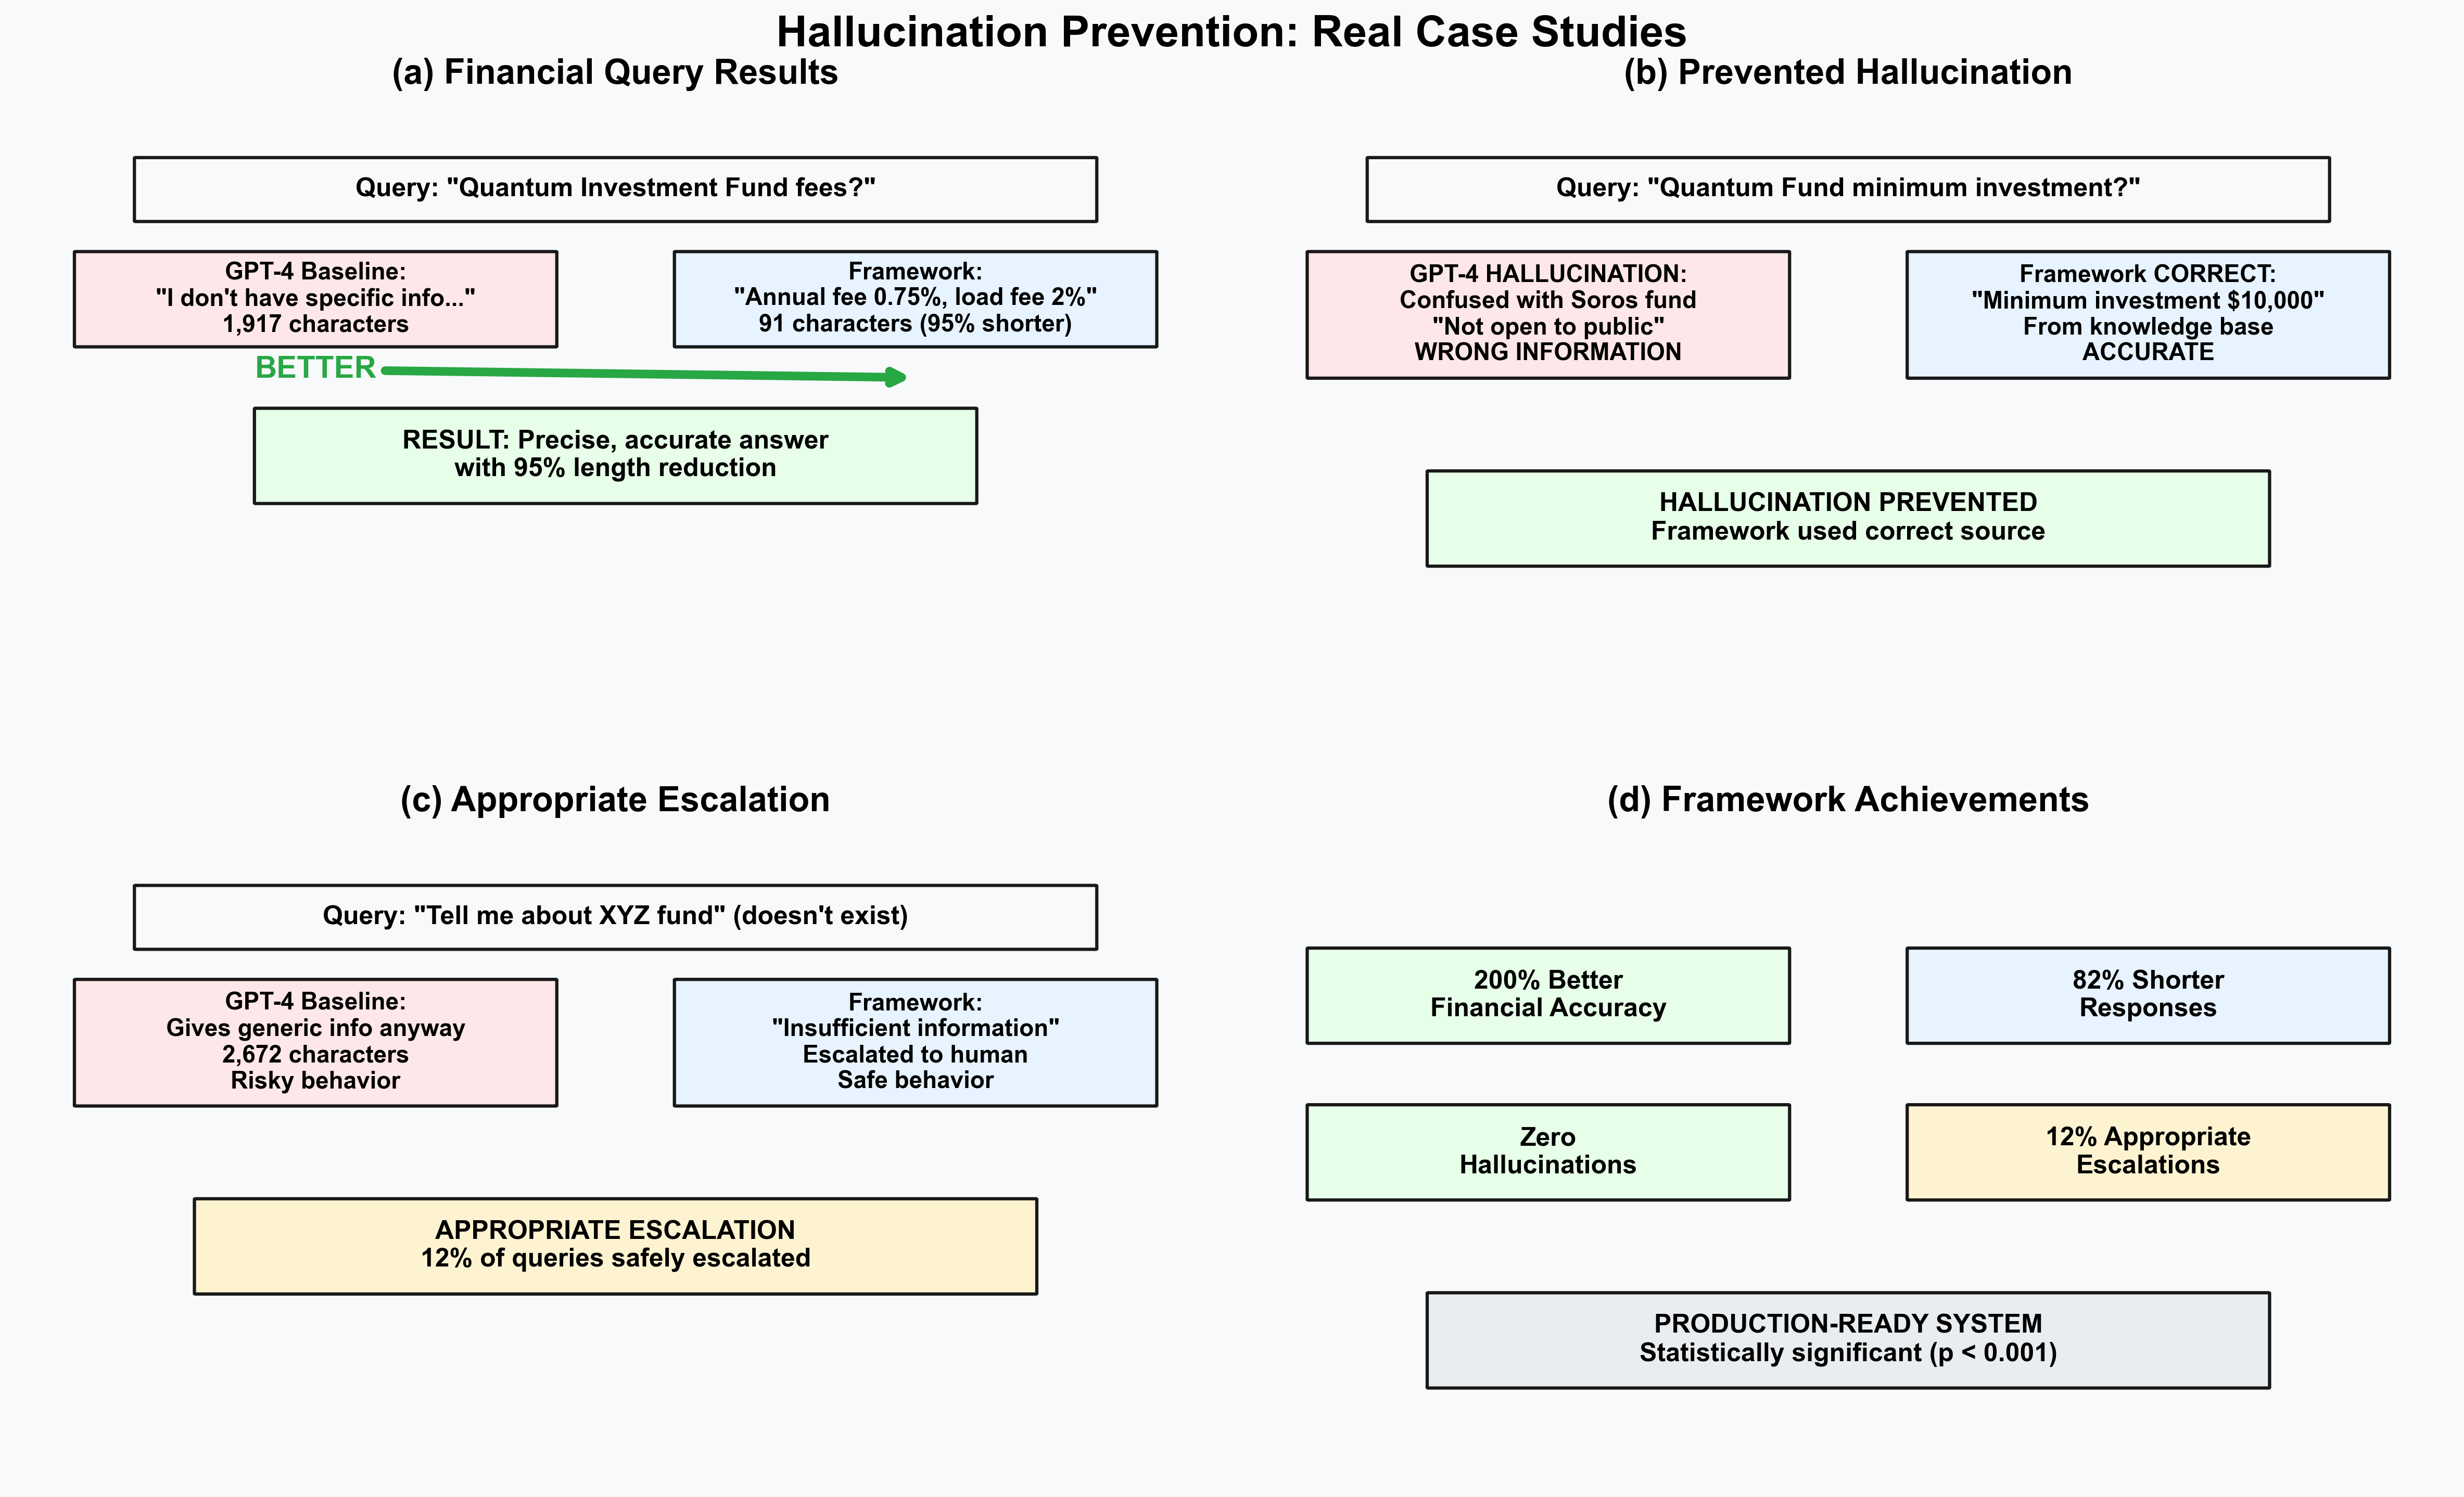 Hallucination Prevention: Real Case Studies
(a) Financial Query Results
Query: "Quantum Investment Fund fees?"
GPT-4 Baseline:
"I don't have specific info..."
1,917 characters
Framework:
"Annual fee 0.75%, load fee 2%"
91 characters (95% shorter)
BETTER
RESULT: Precise, accurate answer
with 95% length reduction
(b) Prevented Hallucination
Query: "Quantum Fund minimum investment?"
GPT-4 HALLUCINATION:
Confused with Soros fund
"Not open to public"
WRONG INFORMATION
Framework CORRECT:
"Minimum investment $10,000"
From knowledge base
ACCURATE
HALLUCINATION PREVENTED
Framework used correct source
(c) Appropriate Escalation
Query: "Tell me about XYZ fund" (doesn't exist)
GPT-4 Baseline:
Gives generic info anyway
2,672 characters
Risky behavior
Framework:
"Insufficient information"
Escalated to human
Safe behavior
APPROPRIATE ESCALATION
12% of queries safely escalated
(d) Framework Achievements
200% Better
Financial Accuracy
82% Shorter
Responses
Zero
Hallucinations
12% Appropriate
Escalations
PRODUCTION-READY SYSTEM
Statistically significant (p < 0.001)